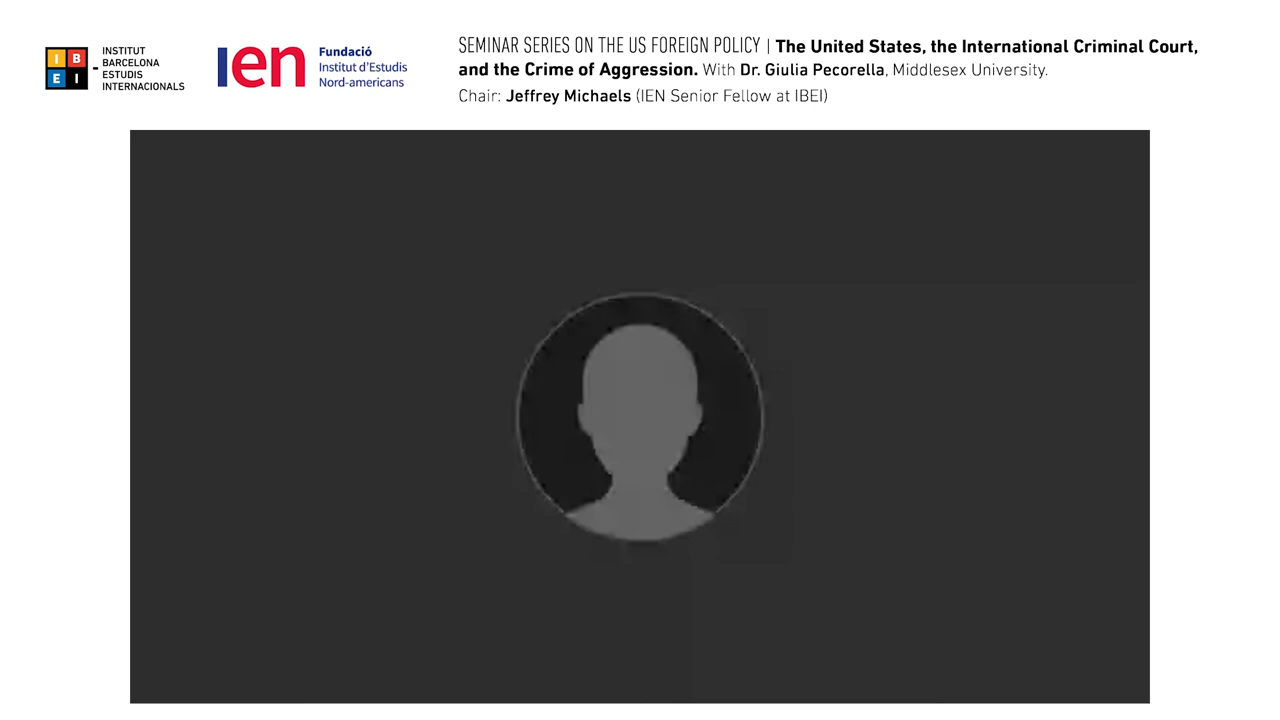 I B
E I
INSTITUT
BARCELONA
ESTUDIS
INTERNACIONALS
ien
Fundació
Institut d'Estudis
Nord-americans
SEMINAR SERIES ON THE US FOREIGN POLICY | The United States, the International Criminal Court,
and the Crime of Aggression. With Dr. Giulia Pecorella, Middlesex University.
Chair: Jeffrey Michaels (IEN Senior Fellow at IBEI)